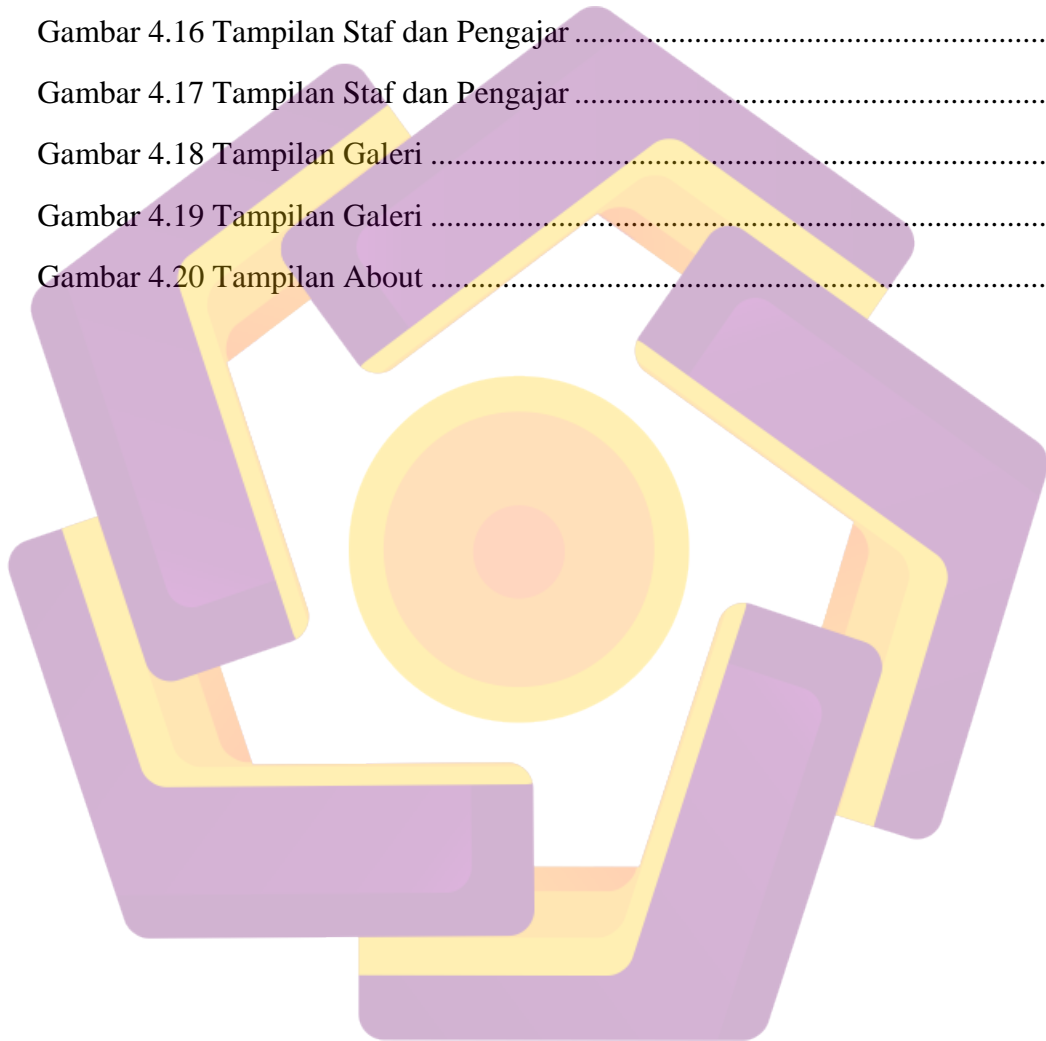 Gambar 4.16 Tampilan Staf dan Pengajar ..........................................................
Gambar 4.17 Tampilan Staf dan Pengajar ..........................................................
Gambar 4.18 Tampilan Galeri ............................................................................
Gambar 4.19 Tampilan Galeri ............................................................................
Gambar 4.20 Tampilan About ............................................................................